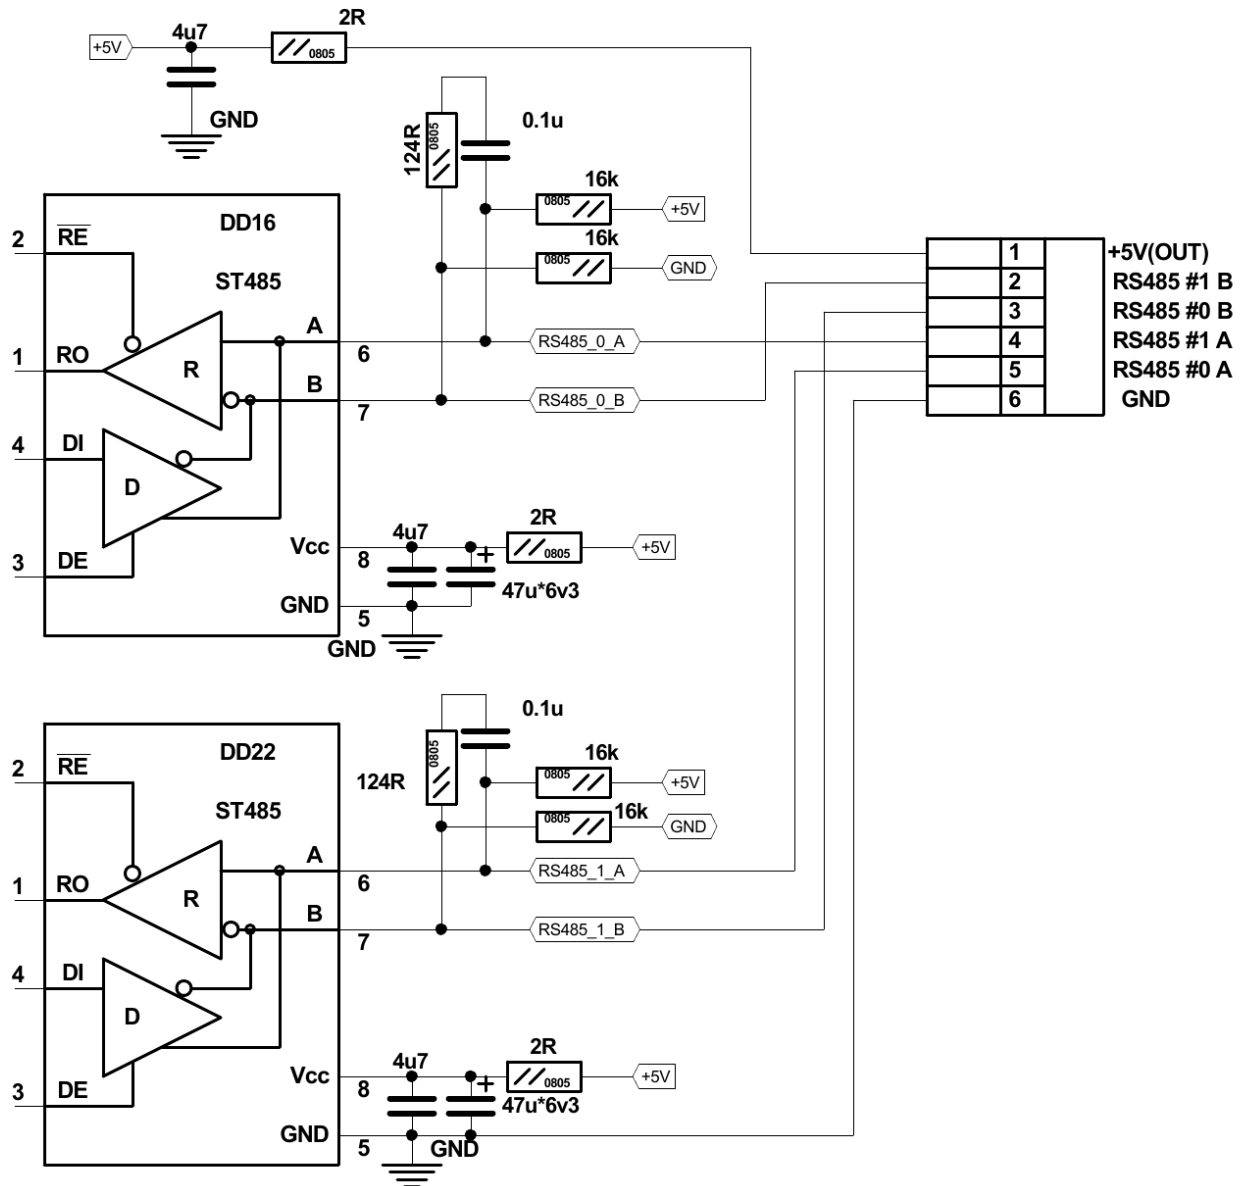 2R
4u7
+5V
0805
GND
0.1u
124R
0805
16k
DD16
0805
+5V
2
RE
16k
ST485
0805
GND
1
+5V(OUT)
2
RS485 #1 B
3
RS485 #0 B
A
6
RS485_0_A
4
RS485 #1 A
1
RO
R
5
RS485 #0 A
B
7
RS485_0_B
6
GND
4
DI
D
2R
4u7
Vcc
8
+
0805
+5V
3
DE
47u*6v3
GND
5
GND
0.1u
DD22
0805
16k
2
RE
124R
0805
+5V
ST485
16k
0805
GND
A
6
RS485_1_A
1
RO
R
B
7
RS485_1_B
4
DI
D
2R
4u7
Vcc
8
+
0805
+5V
3
DE
47u*6v3
GND
5
GND